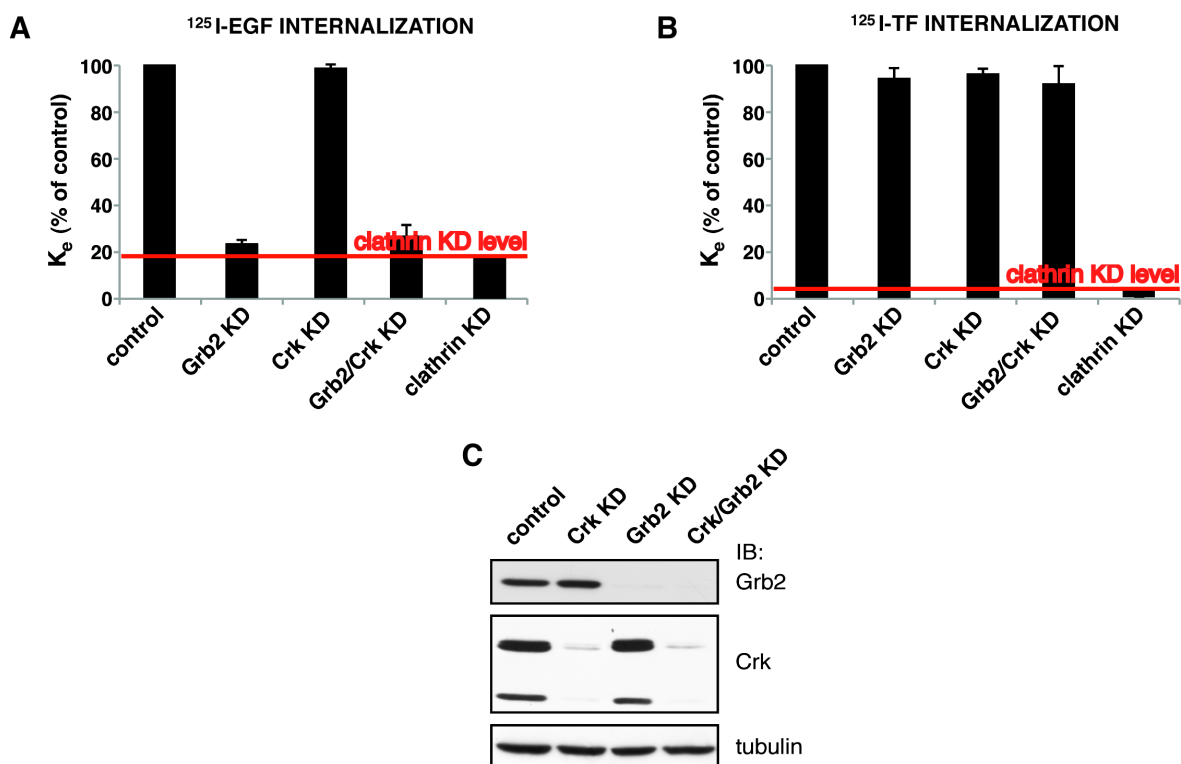 A
¹²⁵I-EGF INTERNALIZATION
Kₑ (% of control)
100
80
60
40
20
0
clathrin KD level
control
Grb2 KD
Crk KD
Grb2/Crk KD
clathrin KD
B
¹²⁵I-TF INTERNALIZATION
Kₑ (% of control)
100
80
60
40
20
0
clathrin KD level
control
Grb2 KD
Crk KD
Grb2/Crk KD
clathrin KD
C
control
Crk KD
Grb2 KD
Crk/Grb2 KD
IB:
Grb2
Crk
tubulin